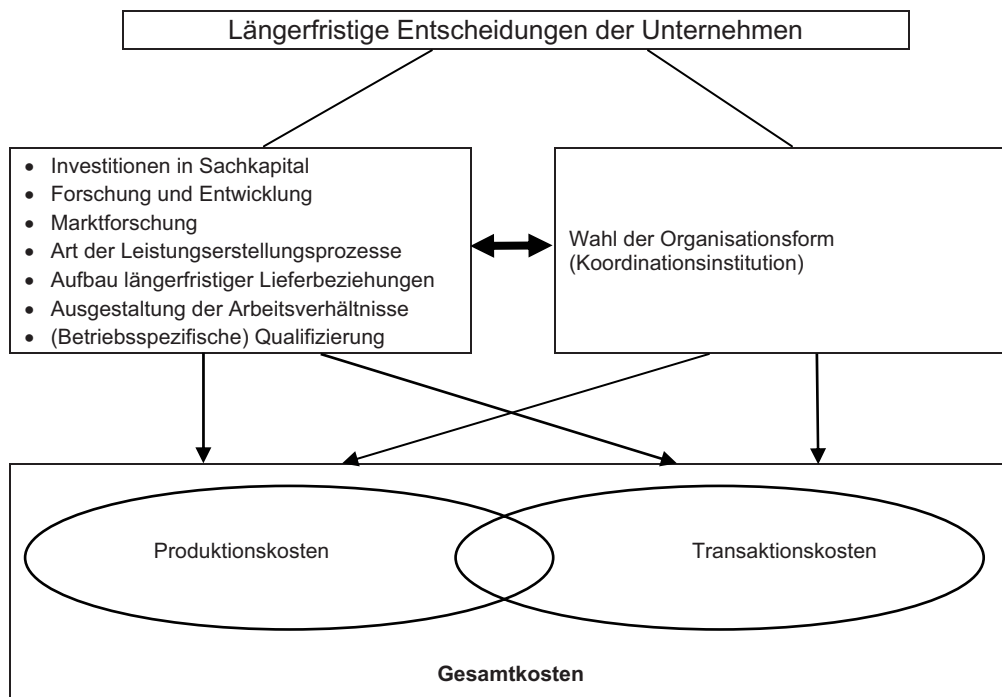 Längerfristige Entscheidungen der Unternehmen
• Investitionen in Sachkapital
• Forschung und Entwicklung
• Marktforschung
• Art der Leistungserstellungsprozesse
• Aufbau längerfristiger Lieferbeziehungen
• Ausgestaltung der Arbeitsverhältnisse
• (Betriebsspezifische) Qualifizierung
Wahl der Organisationsform
(Koordinationsinstitution)
Produktionskosten
Transaktionskosten
Gesamtkosten